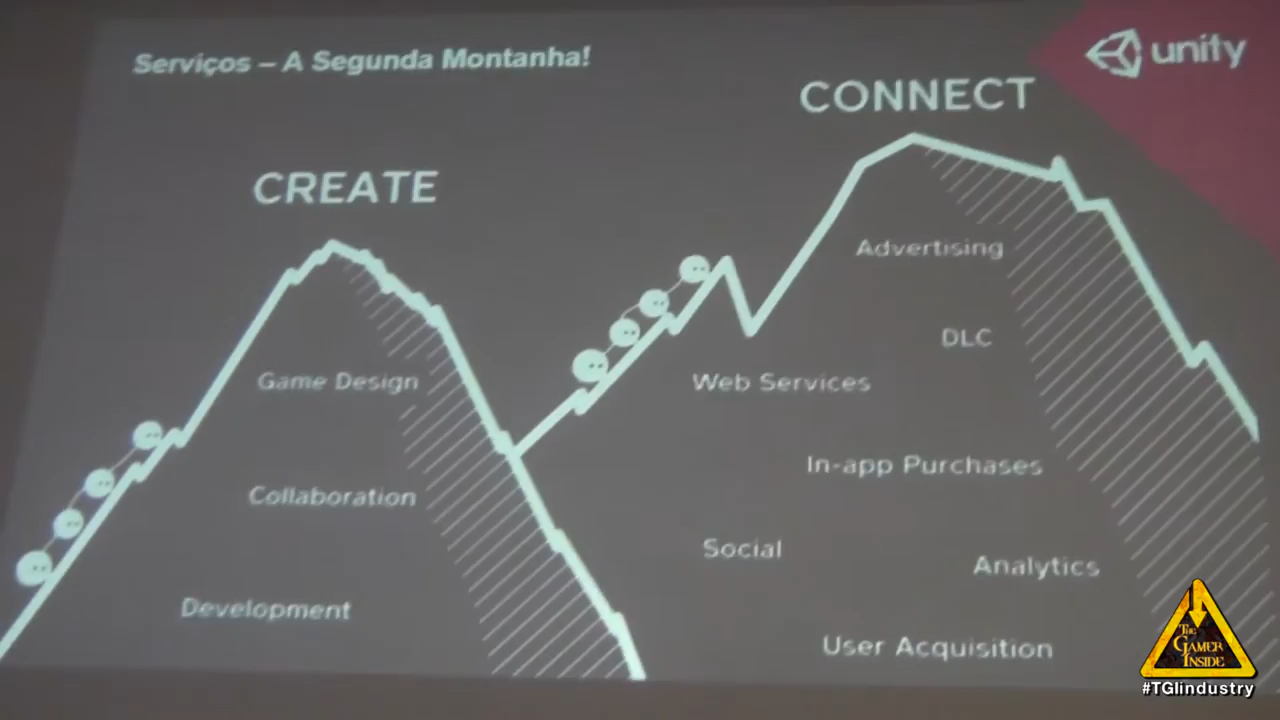 Serviços – A Segunda Montanha!
unity
CONNECT
CREATE
Advertising
DLC
Game Design
Web Services
In-app Purchases
Collaboration
Social
Analytics
Development
User Acquisition
THE
GAMER
INSIDE
#TGIindustry